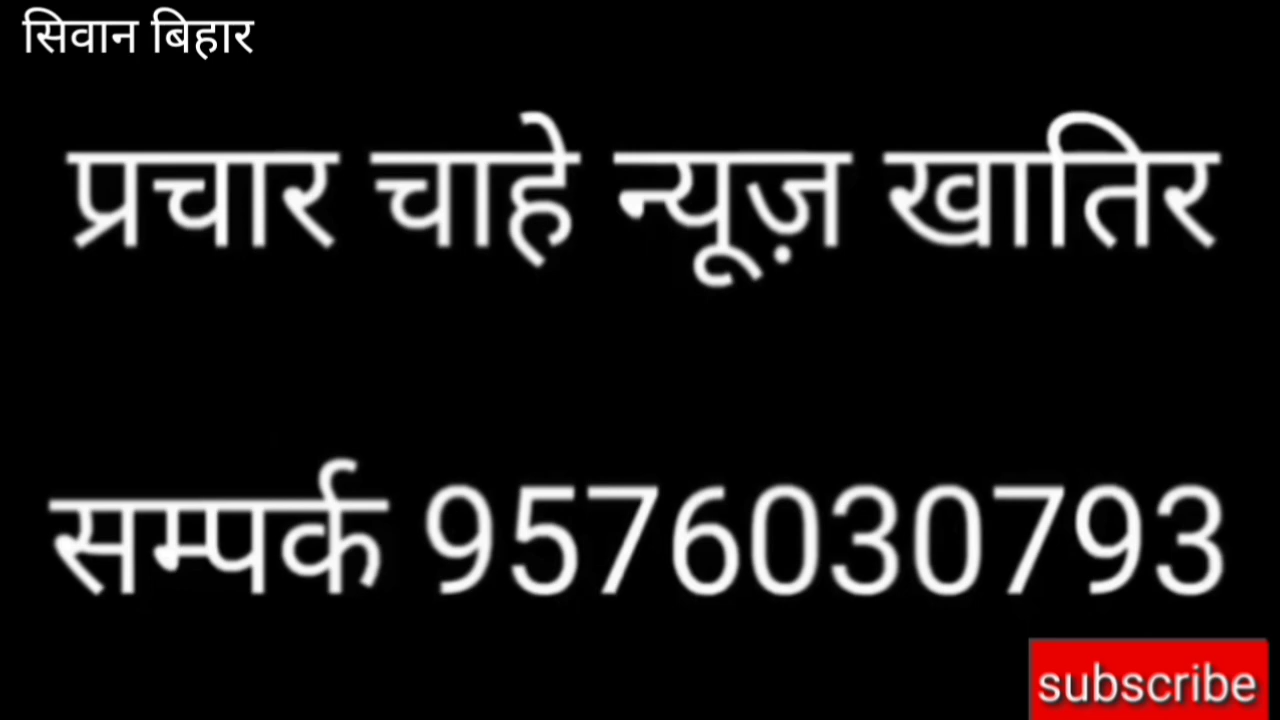 सिवान बिहार
प्रचार चाहे न्यूज़ खातिर
सम्पर्क 9576030793
subscribe